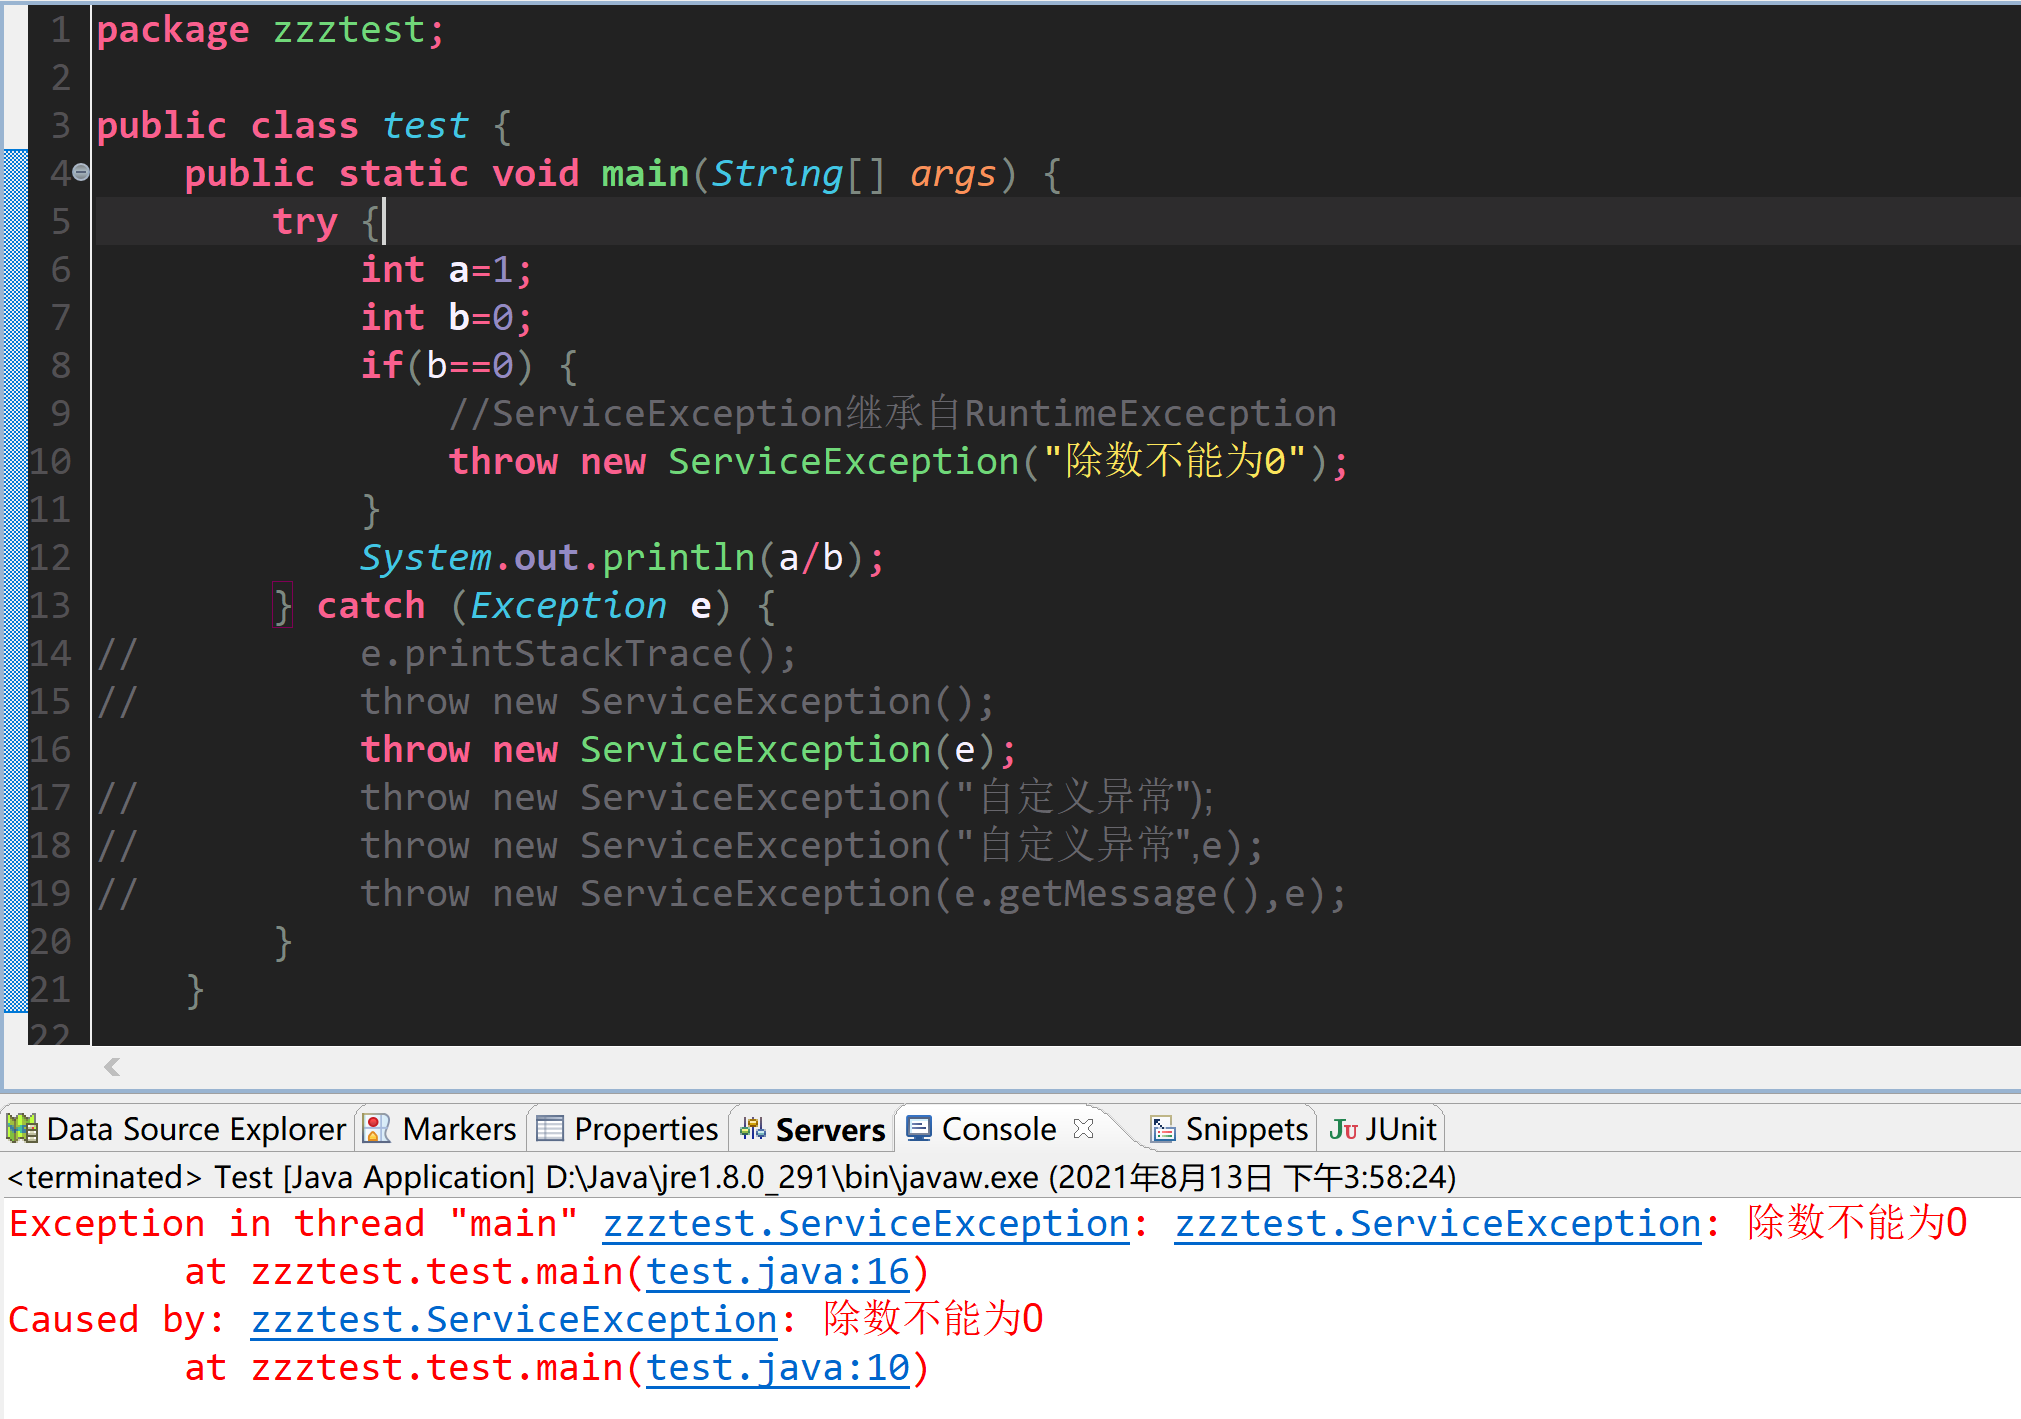 1 package zzztest;
2
3 public class test {
4     public static void main(String[] args) {
5         try {
6             int a=1;
7             int b=0;
8             if(b==0) {
9                 //ServiceException继承自RuntimeExcecption
10                 throw new ServiceException("除数不能为0");
11             }
12             System.out.println(a/b);
13         } catch (Exception e) {
14 //          e.printStackTrace();
15 //          throw new ServiceException();
16             throw new ServiceException(e);
17 //          throw new ServiceException("自定义异常");
18 //          throw new ServiceException("自定义异常",e);
19 //          throw new ServiceException(e.getMessage(),e);
20         }
21     }
22
Data Source Explorer Markers Properties Servers Console Snippets JUnit
<terminated> Test [Java Application] D:\Java\jre1.8.0_291\bin\javaw.exe (2021年8月13日 下午3:58:24)
Exception in thread "main" zzztest.ServiceException: zzztest.ServiceException: 除数不能为0
        at zzztest.test.main(test.java:16)
Caused by: zzztest.ServiceException: 除数不能为0
        at zzztest.test.main(test.java:10)